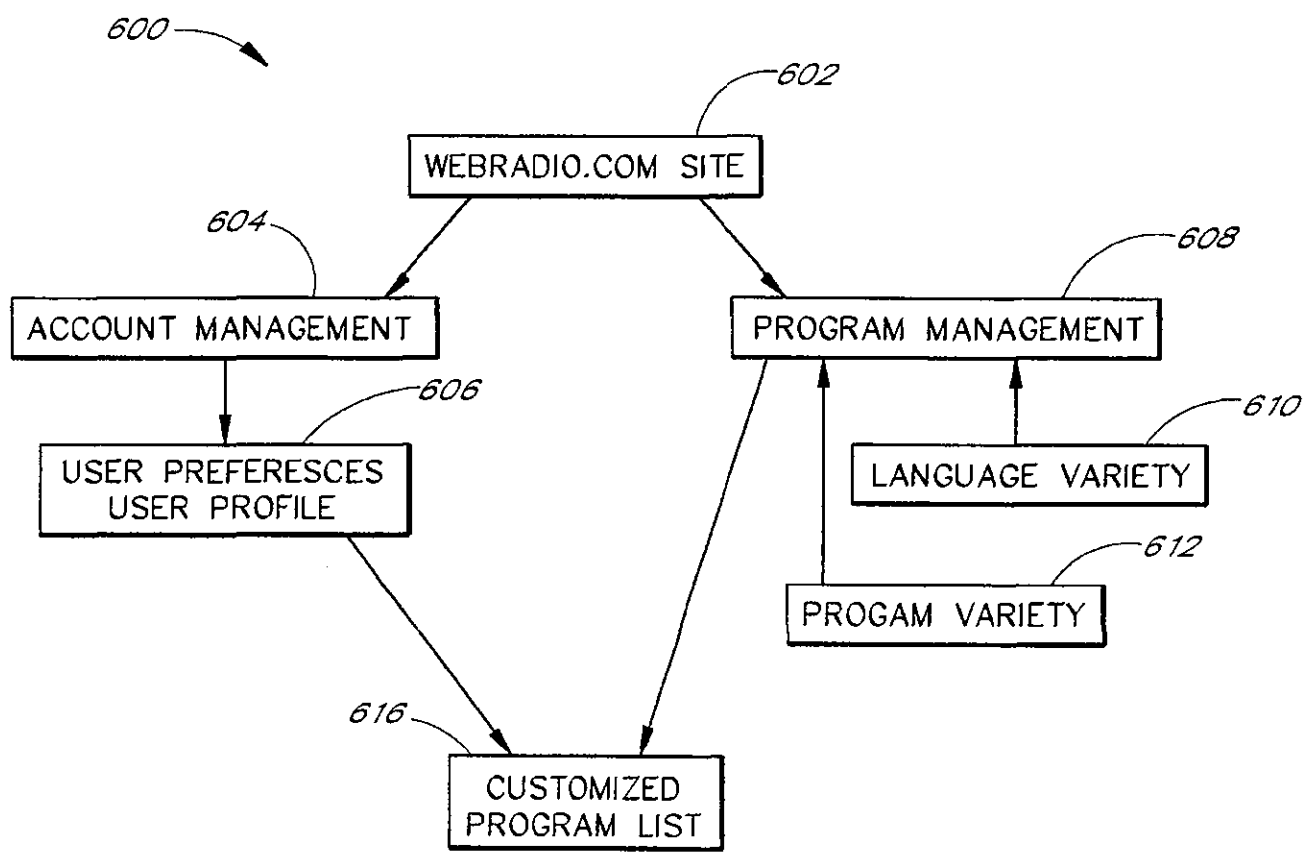 600
602
WEBRADIO.COM SITE
604
608
ACCOUNT MANAGEMENT
PROGRAM MANAGEMENT
606
610
USER PREFERESCES
USER PROFILE
LANGUAGE VARIETY
612
PROGAM VARIETY
616
CUSTOMIZED
PROGRAM LIST